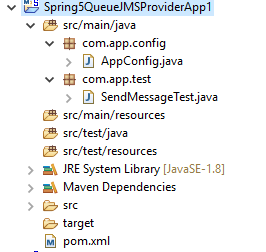 Spring5QueueJMSProviderApp1
src/main/java
com.app.config
AppConfig.java
com.app.test
SendMessageTest.java
src/main/resources
src/test/java
src/test/resources
JRE System Library [JavaSE-1.8]
Maven Dependencies
src
target
pom.xml